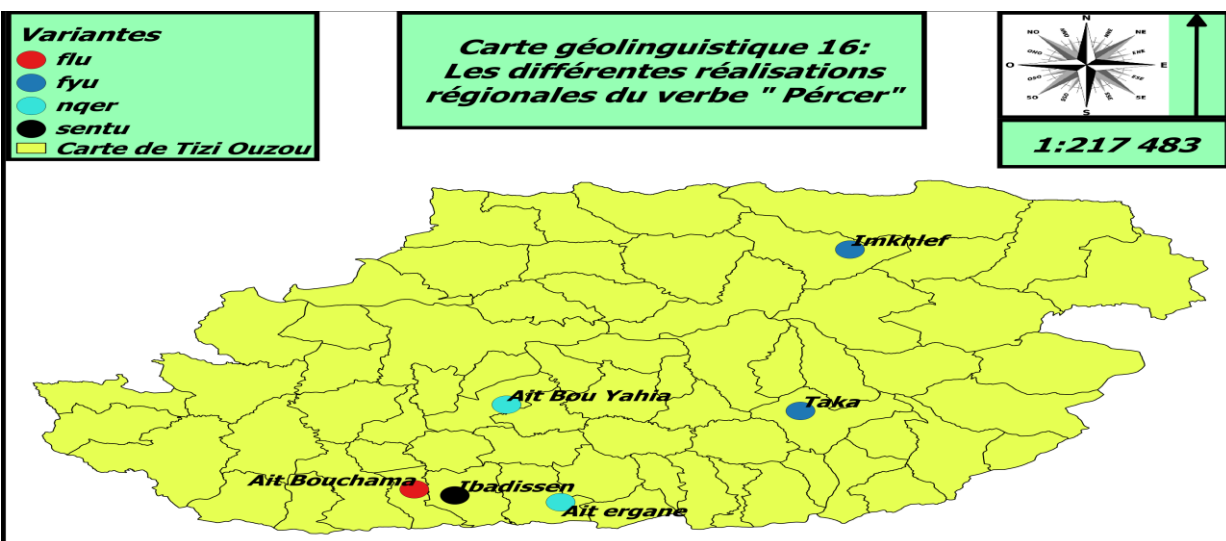 Variantes
flu
fyu
nqer
sentu
Carte de Tizi Ouzou
Carte géolinguistique 16:
Les différentes réalisations
régionales du verbe " Pércer"
N
NO
NE
O
E
SO
SE
S
1:217 483
Imkhlef
Ait Bou Yahia
Taka
Ait Bouchama
Ibadissen
Ait ergane